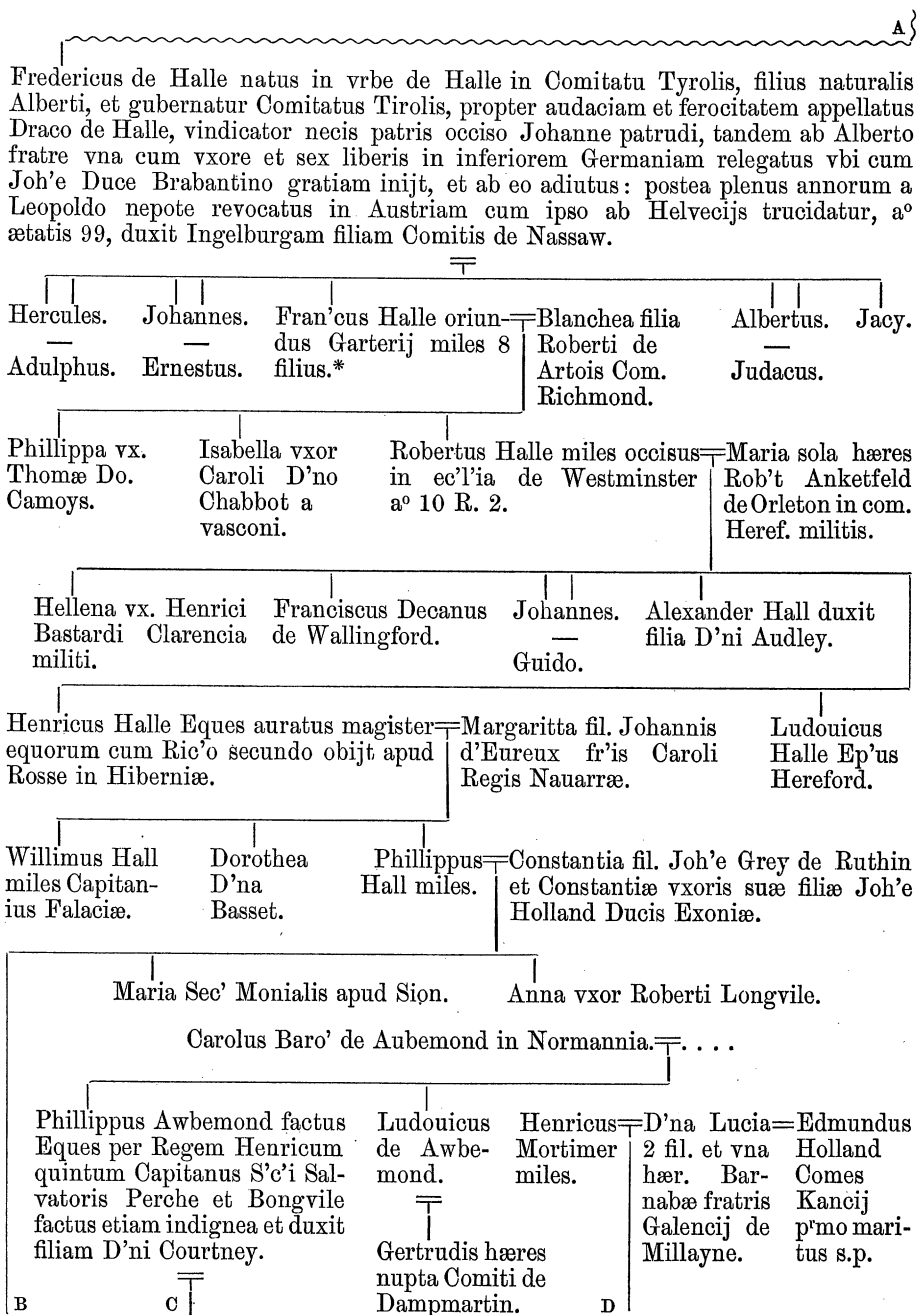 A
Fredericus de Halle natus in vrbe de Halle in Comitatu Tyrolis, filius naturalis
Alberti, et gubernatur Comitatus Tirolis, propter audaciam et ferocitatem appellatus
Draco de Halle, vindicator necis patris occiso Johanne patrudi, tandem ab Alberto
fratre vna cum vxore et sex liberis in inferiorem Germaniam relegatus vbi cum
Joh'e Duce Brabantino gratiam inijt, et ab eo adiutus: postea plenus annorum a
Leopoldo nepote revocatus in Austriam cum ipso ab Helvecijs trucidatur, aº
ætatis 99, duxit Ingelburgam filiam Comitis de Nassaw.
Hercules.
—
Adulphus.
Johannes.
—
Ernestus.
Fran'cus Halle oriun-
dus Garterij miles 8
filius.*
Blanchea filia
Roberti de
Artois Com.
Richmond.
Albertus.
—
Judacus.
Jacy.
Phillippa vx.
Thomæ Do.
Camoys.
Isabella vxor
Caroli D'no
Chabbot a
vasconi.
Robertus Halle miles occisus
in ec'l'ia de Westminster
aº 10 R. 2.
Maria sola hæres
Rob't Anketfeld
de Orleton in com.
Heref. militis.
Hellena vx. Henrici
Bastardi Clarencia
militi.
Franciscus Decanus
de Wallingford.
Johannes.
—
Guido.
Alexander Hall duxit
filia D'ni Audley.
Henricus Halle Eques auratus magister
equorum cum Ric'o secundo obijt apud
Rosse in Hiberniæ.
Margaritta fil. Johannis
d'Eureux fr'is Caroli
Regis Nauarræ.
Ludouicus
Halle Ep'us
Hereford.
Willimus Hall
miles Capitan-
ius Falaciæ.
Dorothea
D'na
Basset.
Phillippus
Hall miles.
Constantia fil. Joh'e Grey de Ruthin
et Constantiæ vxoris suæ filiæ Joh'e
Holland Ducis Exoniæ.
Maria Sec' Monialis apud Sion.
Anna vxor Roberti Longvile.
Carolus Baro' de Aubemond in Normannia. . . . .
Phillippus Awbemond factus
Eques per Regem Henricum
quintum Capitanus S'c'i Sal-
vatoris Perche et Bongvile
factus etiam indignea et duxit
filiam D'ni Courtney.
Ludouicus
de Awbe-
mond.
Gertrudis hæres
nupta Comiti de
Dampmartin.
Henricus
Mortimer
miles.
D'na Lucia
2 fil. et vna
hær. Bar-
nabæ fratris
Galencij de
Millayne.
Edmundus
Holland
Comes
Kancij
pʳmo mari-
tus s.p.
B
C
D